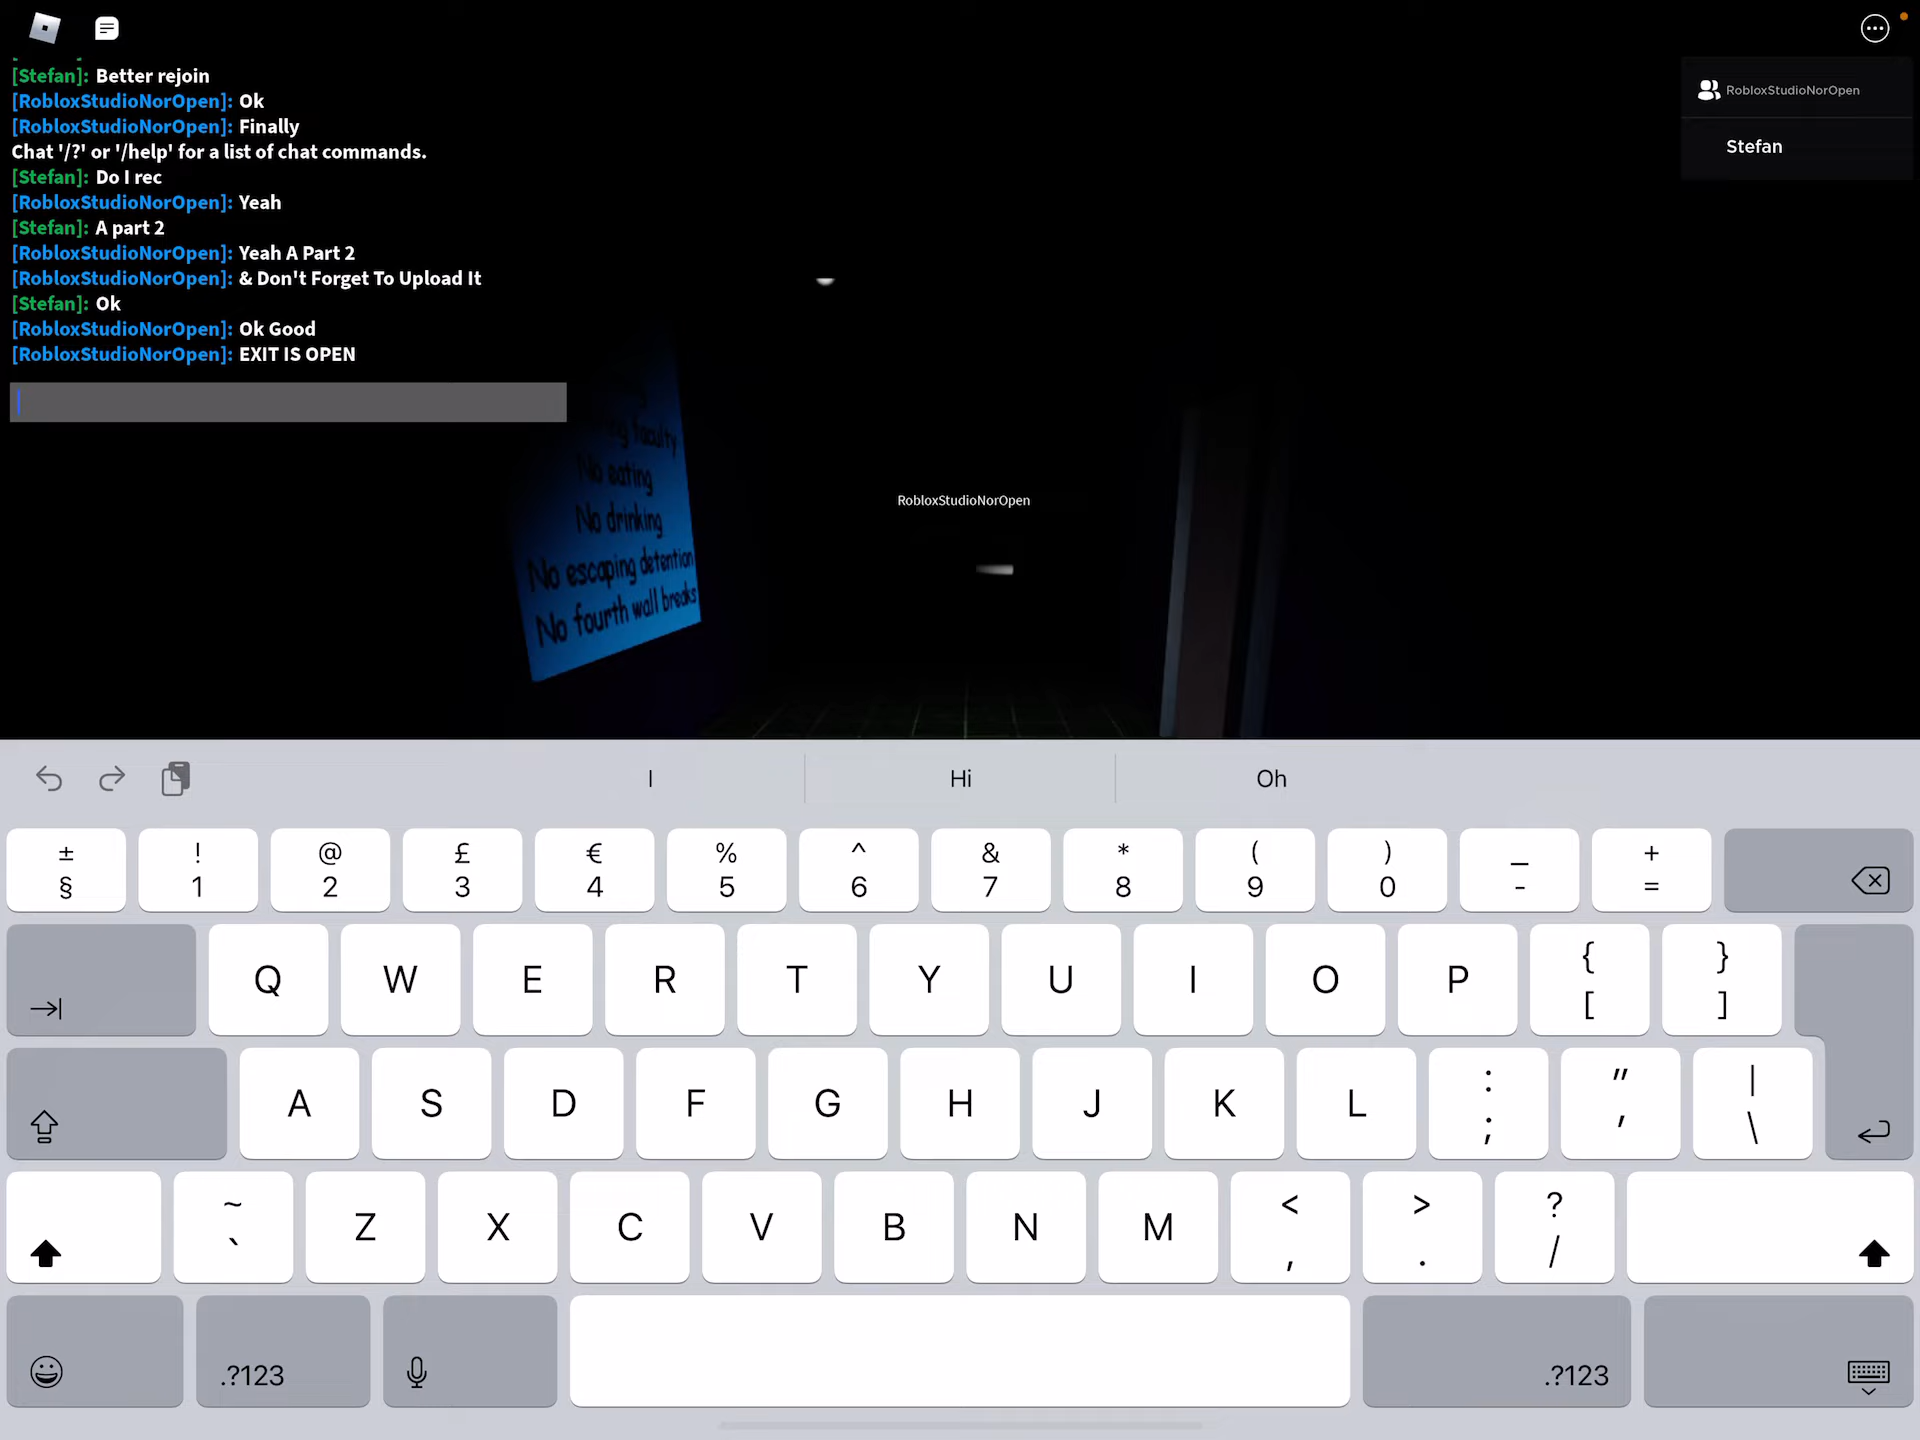 [Stefan]: Better rejoin
[RobloxStudioNorOpen]: Ok
[RobloxStudioNorOpen]: Finally
Chat '/?' or '/help' for a list of chat commands.
[Stefan]: Do I rec
[RobloxStudioNorOpen]: Yeah
[Stefan]: A part 2
[RobloxStudioNorOpen]: Yeah A Part 2
[RobloxStudioNorOpen]: & Don't Forget To Upload It
[Stefan]: Ok
[RobloxStudioNorOpen]: Ok Good
[RobloxStudioNorOpen]: EXIT IS OPEN
RobloxStudioNorOpen
Stefan
faculty
No eating
No drinking
No escaping detention
No fourth wall breaks
RobloxStudioNorOpen
I Hi Oh
± ! @ £ € % ^ & * ( ) _ +
§ 1 2 3 4 5 6 7 8 9 0 - =
Q W E R T Y U I O P { }
[ ]
A S D F G H J K L : " |
; ' \
~ Z X C V B N M < > ?
` , . /
.?123 .?123